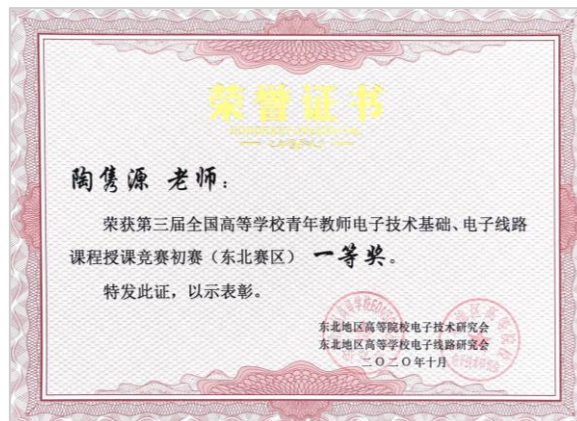 荣誉证书
陶隽源 老师：
荣获第三届全国高等学校青年教师电子技术基础、电子线路
课程授课竞赛初赛（东北赛区） 一等奖。
特发此证，以示表彰。
东北地区高等院校电子技术研究会
东北地区高等学校电子线路研究会
二〇二〇年十月